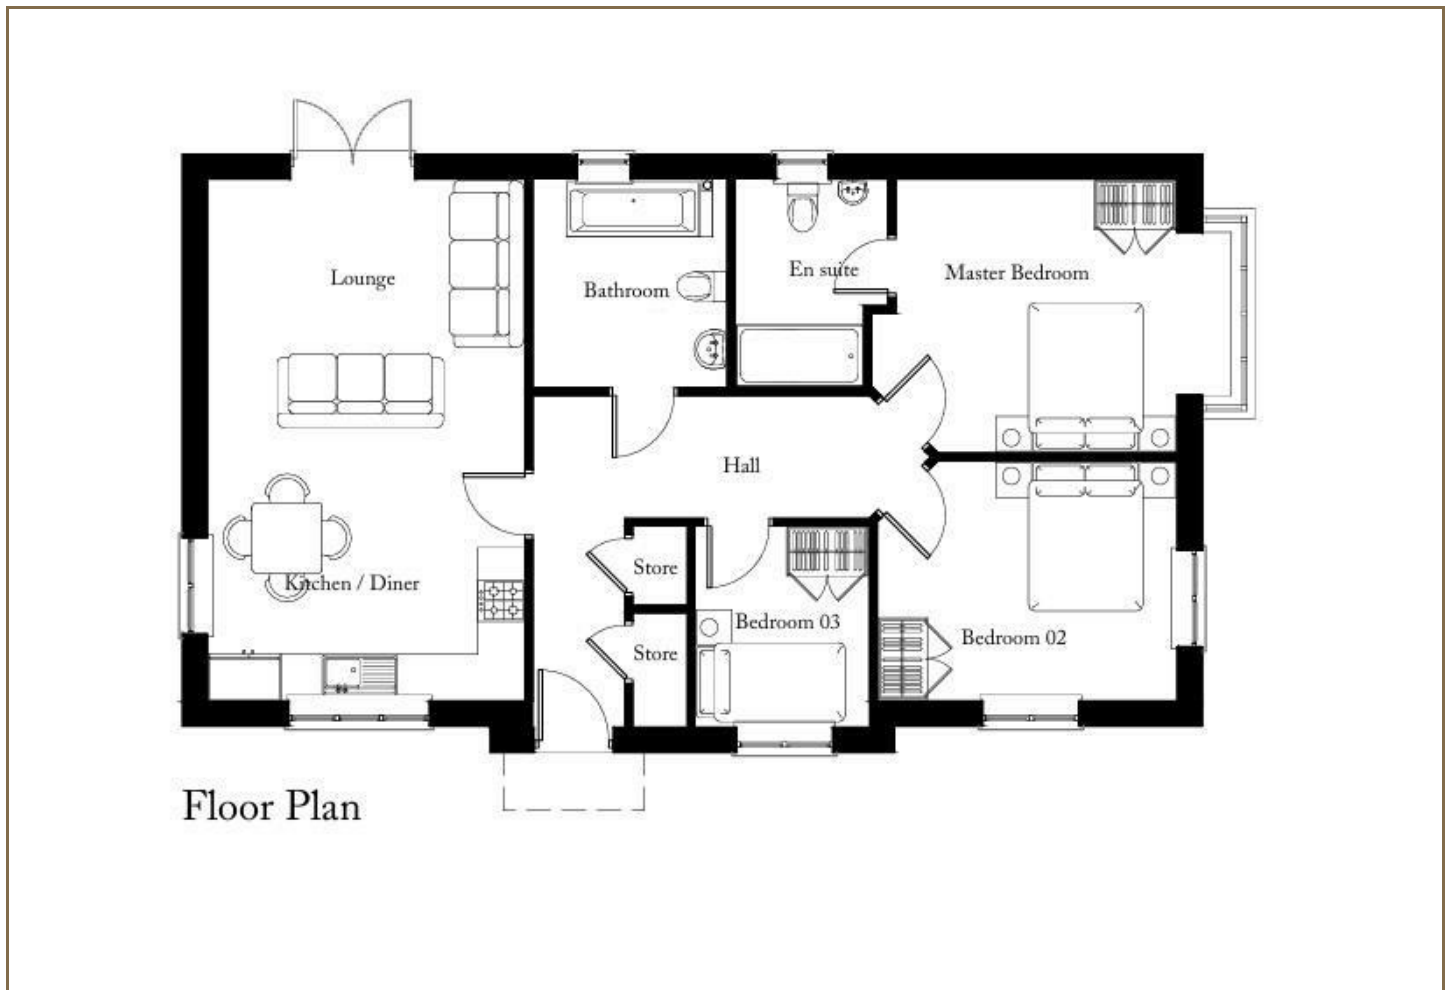 Lounge
Bathroom
En suite
Master Bedroom
Hall
Kitchen / Diner
Store
Store
Bedroom 03
Bedroom 02
Floor Plan